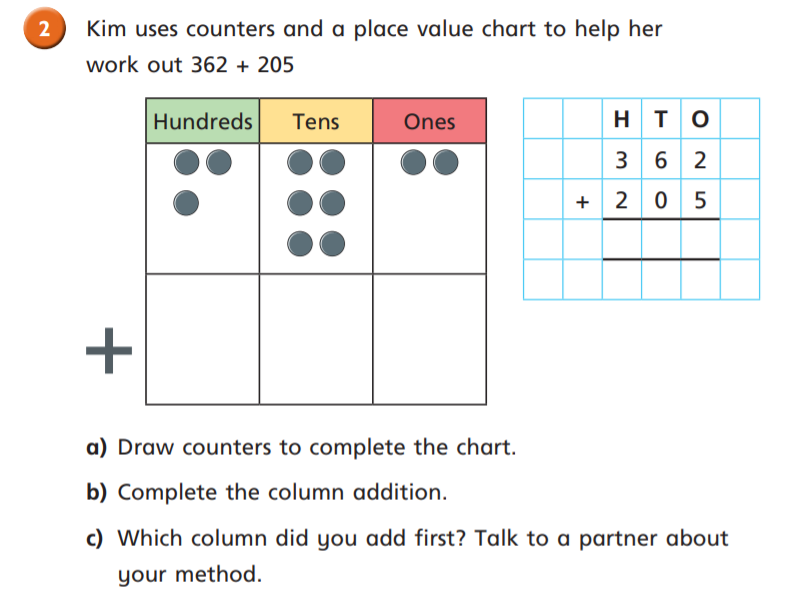 2 Kim uses counters and a place value chart to help her
work out 362 + 205
Hundreds Tens Ones
H T O
3 6 2
+ 2 0 5
+
a) Draw counters to complete the chart.
b) Complete the column addition.
c) Which column did you add first? Talk to a partner about
your method.